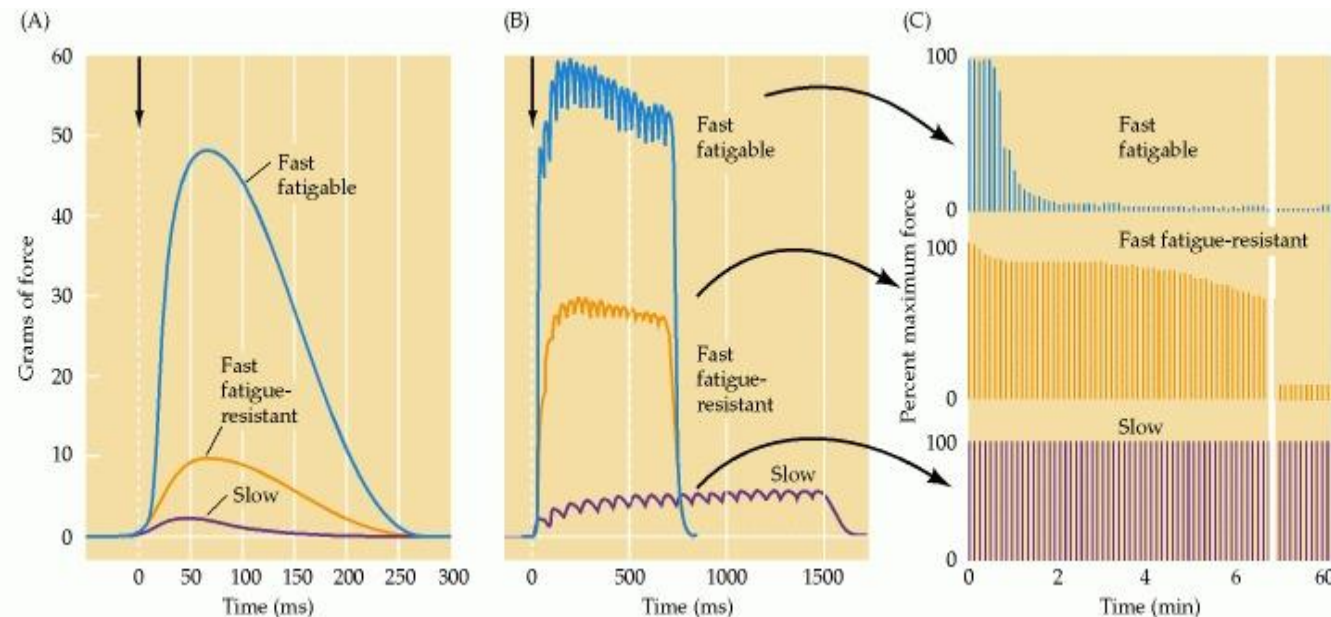 (A)
60
50
40
30
20
10
0
Grams of force
Fast
fatigable
Fast
fatigue-
resistant
Slow
0
50
100
150
200
250
300
Time (ms)
(B)
Fast
fatigable
Fast
fatigue-
resistant
Slow
0
500
1000
1500
Time (ms)
(C)
Percent maximum force
100
Fast
fatigable
0
100
Fast fatigue-resistant
0
Slow
100
0
0
2
4
6
60
Time (min)